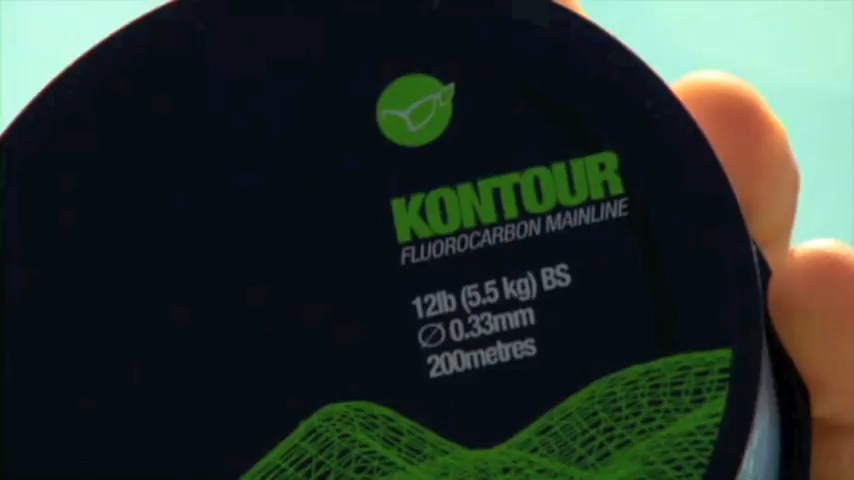 KONTOUR
FLUOROCARBON MAINLINE
12lb (5.5 kg) BS
Ø 0.33mm
200metres